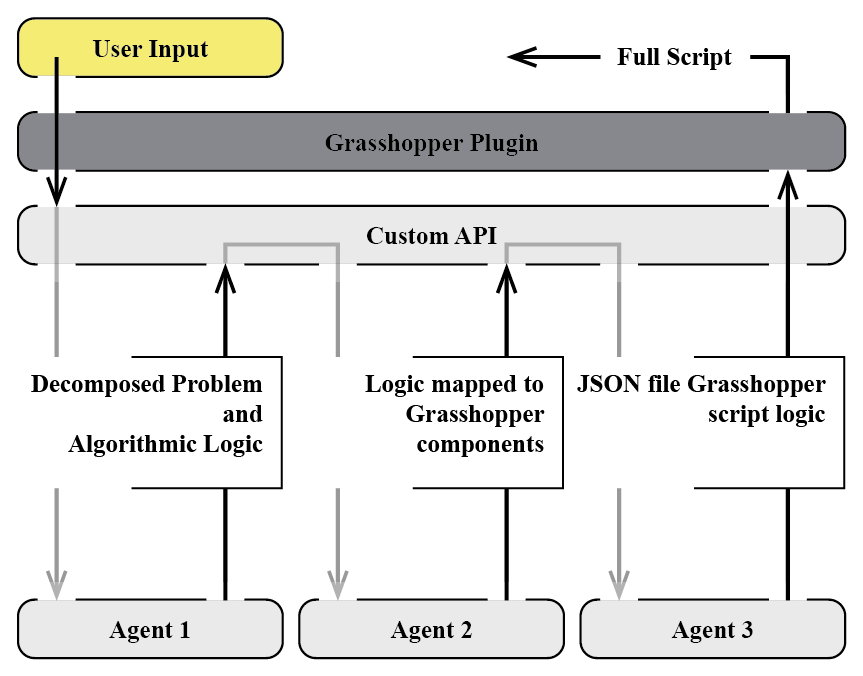 User Input
Full Script
Grasshopper Plugin
Custom API
Decomposed Problem
and
Algorithmic Logic
Logic mapped to
Grasshopper
components
JSON file Grasshopper
script logic
Agent 1
Agent 2
Agent 3